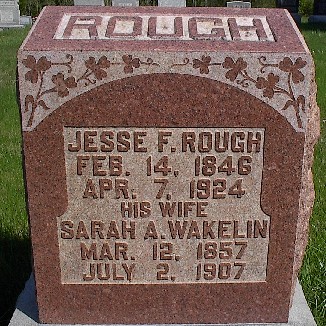 ROUGH
JESSE F. ROUGH
FEB. 14, 1846
APR. 7, 1924
HIS WIFE
SARAH A. WAKELIN
MAR. 12, 1857
JULY 2, 1907